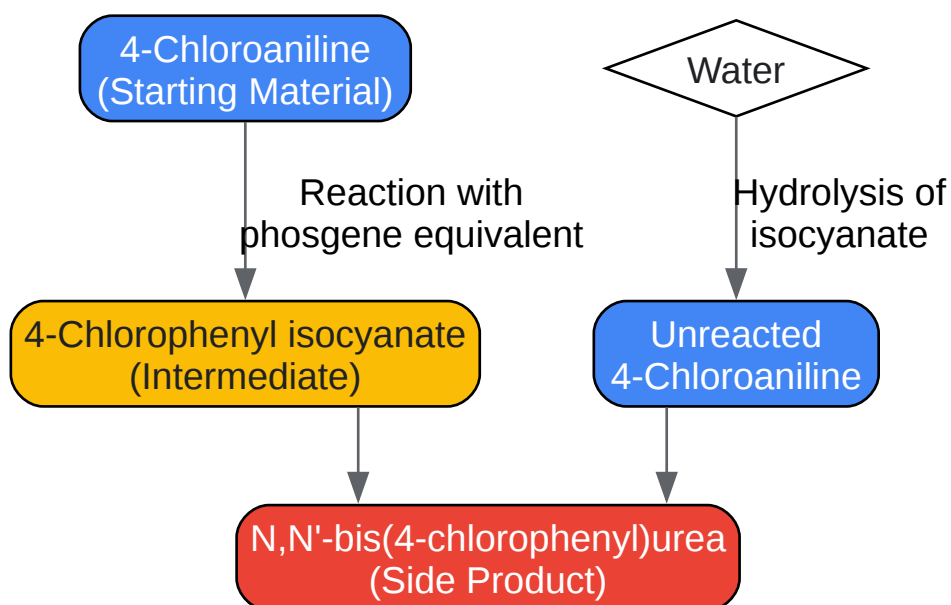 4-Chloroaniline
(Starting Material)
Water
Reaction with
phosgene equivalent
Hydrolysis of
isocyanate
4-Chlorophenyl isocyanate
(Intermediate)
Unreacted
4-Chloroaniline
N,N'-bis(4-chlorophenyl)urea
(Side Product)